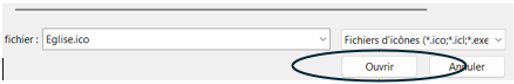 fichier : Eglise.ico Fichiers d'icônes (*.ico;*.icl;*.exe
Ouvrir Annuler